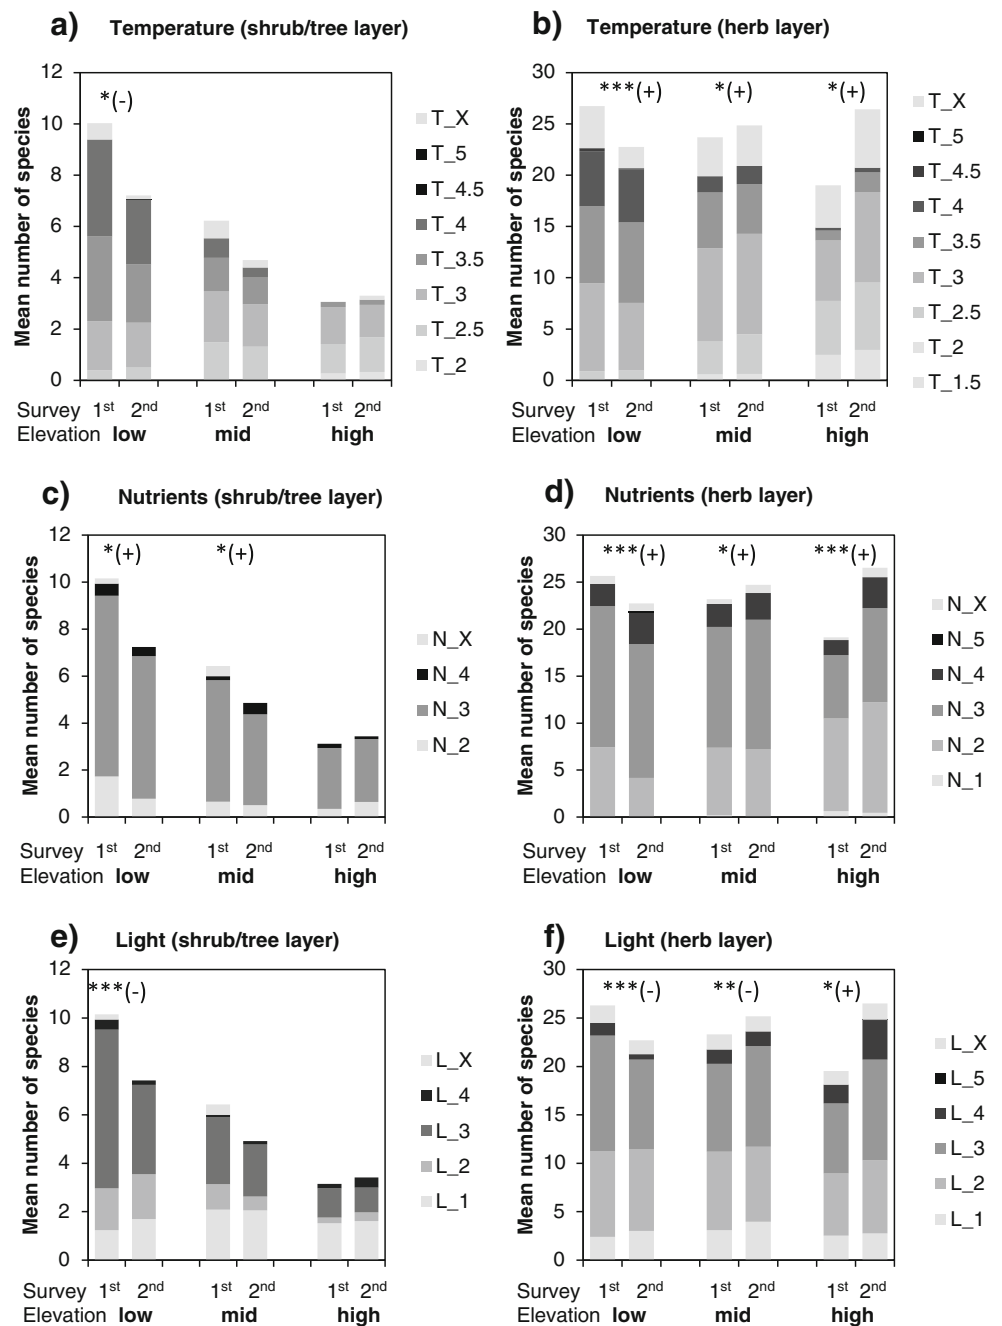 a) Temperature (shrub/tree layer)
Mean number of species
12
10
8
6
4
2
0
*(-)
T_X
T_5
T_4.5
T_4
T_3.5
T_3
T_2.5
T_2
Survey 1st 2nd 1st 2nd 1st 2nd
Elevation low mid high
b) Temperature (herb layer)
Mean number of species
30
25
20
15
10
5
0
***(+) *(+) *(+)
T_X
T_5
T_4.5
T_4
T_3.5
T_3
T_2.5
T_2
T_1.5
Survey 1st 2nd 1st 2nd 1st 2nd
Elevation low mid high
c) Nutrients (shrub/tree layer)
Mean number of species
12
10
8
6
4
2
0
*(+) *(+)
N_X
N_4
N_3
N_2
Survey 1st 2nd 1st 2nd 1st 2nd
Elevation low mid high
d) Nutrients (herb layer)
Mean number of species
30
25
20
15
10
5
0
***(+) *(+) ***(+)
N_X
N_5
N_4
N_3
N_2
N_1
Survey 1st 2nd 1st 2nd 1st 2nd
Elevation low mid high
e) Light (shrub/tree layer)
Mean number of species
12
10
8
6
4
2
0
***(-)
L_X
L_4
L_3
L_2
L_1
Survey 1st 2nd 1st 2nd 1st 2nd
Elevation low mid high
f) Light (herb layer)
Mean number of species
30
25
20
15
10
5
0
***(-) **(-) *(+)
L_X
L_5
L_4
L_3
L_2
L_1
Survey 1st 2nd 1st 2nd 1st 2nd
Elevation low mid high